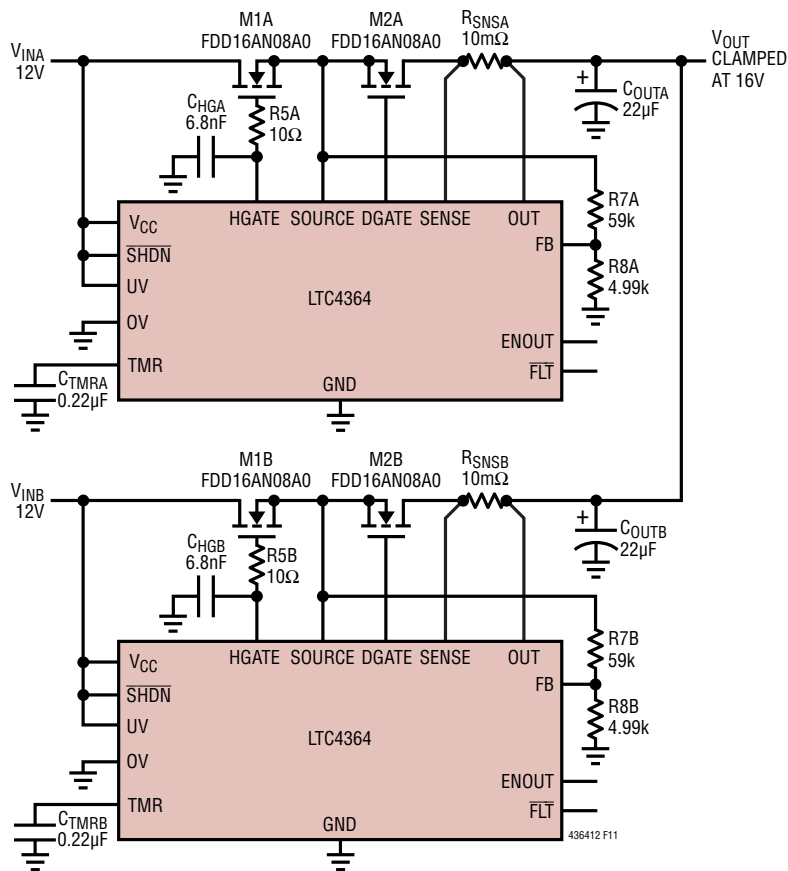 M1A
FDD16AN08A0
M2A
FDD16AN08A0
RSNSA
10mΩ
VINA
12V
VOUT
CLAMPED
AT 16V
+
COUTA
22µF
CHGA
6.8nF
R5A
10Ω
R7A
59k
R8A
4.99k
HGATE SOURCE DGATE SENSE OUT
VCC
SHDN
UV
OV
TMR
FB
LTC4364
ENOUT
FLT
GND
CTMRA
0.22µF
M1B
FDD16AN08A0
M2B
FDD16AN08A0
RSNSB
10mΩ
VINB
12V
+
COUTB
22µF
CHGB
6.8nF
R5B
10Ω
R7B
59k
R8B
4.99k
HGATE SOURCE DGATE SENSE OUT
VCC
SHDN
UV
OV
TMR
FB
LTC4364
ENOUT
FLT
GND
CTMRB
0.22µF
436412 F11